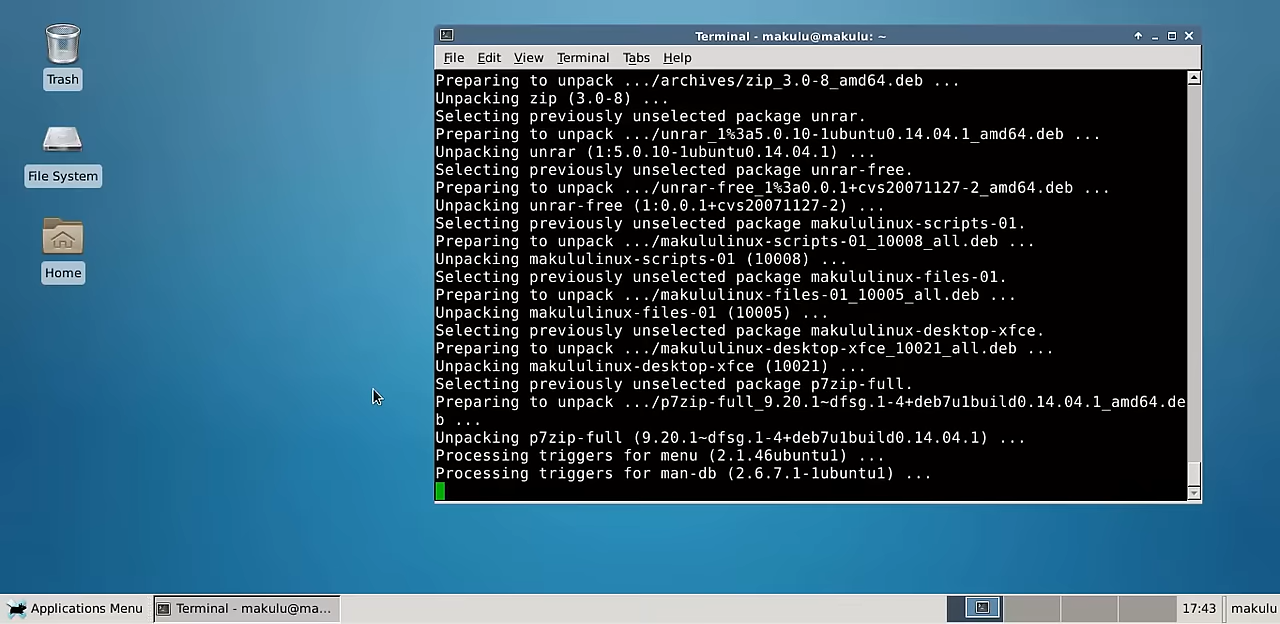 Trash
File System
Home
Terminal - makulu@makulu: ~
File Edit View Terminal Tabs Help
Preparing to unpack .../archives/zip_3.0-8_amd64.deb ...
Unpacking zip (3.0-8) ...
Selecting previously unselected package unrar.
Preparing to unpack .../unrar_1%3a5.0.10-1ubuntu0.14.04.1_amd64.deb ...
Unpacking unrar (1:5.0.10-1ubuntu0.14.04.1) ...
Selecting previously unselected package unrar-free.
Preparing to unpack .../unrar-free_1%3a0.0.1+cvs20071127-2_amd64.deb ...
Unpacking unrar-free (1:0.0.1+cvs20071127-2) ...
Selecting previously unselected package makululinux-scripts-01.
Preparing to unpack .../makululinux-scripts-01_10008_all.deb ...
Unpacking makululinux-scripts-01 (10008) ...
Selecting previously unselected package makululinux-files-01.
Preparing to unpack .../makululinux-files-01_10005_all.deb ...
Unpacking makululinux-files-01 (10005) ...
Selecting previously unselected package makululinux-desktop-xfce.
Preparing to unpack .../makululinux-desktop-xfce_10021_all.deb ...
Unpacking makululinux-desktop-xfce (10021) ...
Selecting previously unselected package p7zip-full.
Preparing to unpack .../p7zip-full_9.20.1~dfsg.1-4+deb7u1build0.14.04.1_amd64.de
b ...
Unpacking p7zip-full (9.20.1~dfsg.1-4+deb7u1build0.14.04.1) ...
Processing triggers for menu (2.1.46ubuntu1) ...
Processing triggers for man-db (2.6.7.1-1ubuntu1) ...
Applications Menu
Terminal - makulu@ma...
17:43
makulu